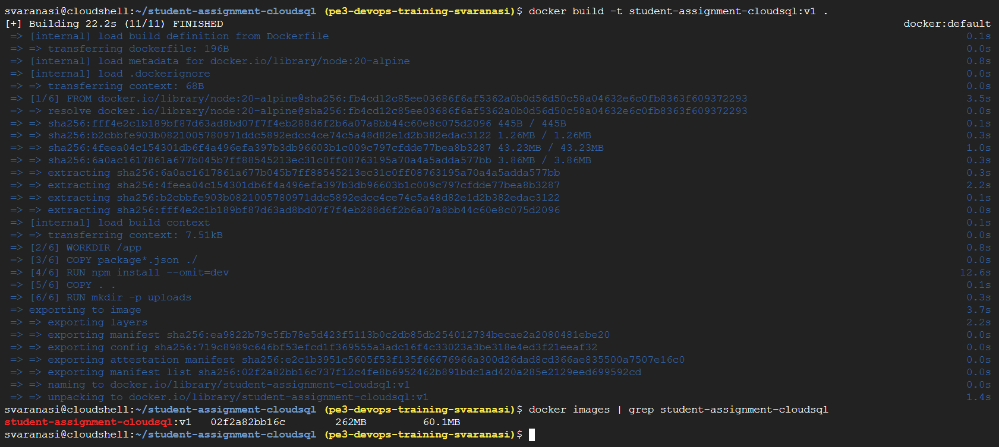 svaranasi@cloudshell:~/student-assignment-cloudsql (pe3-devops-training-svaranasi)$ docker build -t student-assignment-cloudsql:v1 .
[+] Building 22.2s (11/11) FINISHED docker:default
=> [internal] load build definition from Dockerfile 0.1s
=> => transferring dockerfile: 196B 0.0s
=> [internal] load metadata for docker.io/library/node:20-alpine 0.8s
=> [internal] load .dockerignore 0.0s
=> => transferring context: 68B 0.0s
=> [1/6] FROM docker.io/library/node:20-alpine@sha256:fb4cd12c85ee03686f6af5362a0b0d56d50c58a04632e6c0fb8363f609372293 3.5s
=> => resolve docker.io/library/node:20-alpine@sha256:fb4cd12c85ee03686f6af5362a0b0d56d50c58a04632e6c0fb8363f609372293 0.0s
=> => sha256:fff4e2c1b189bf87d63ad8bd07f7f4eb288d6f2b6a07a8bb44c60e8c075d2096 445B / 445B 0.1s
=> => sha256:b2cbbfe903b0821005780971ddc5892edcc4ce74c5a48d82e1d2b382edac3122 1.26MB / 1.26MB 0.3s
=> => sha256:4feea04c154301db6f4a496efa397b3db96603b1c009c797cfdde77bea8b3287 43.23MB / 43.23MB 1.0s
=> => sha256:6a0ac1617861a677b045b7ff88545213ec31c0ff08763195a70a4a5adda577bb 3.86MB / 3.86MB 0.3s
=> => extracting sha256:6a0ac1617861a677b045b7ff88545213ec31c0ff08763195a70a4a5adda577bb 0.3s
=> => extracting sha256:4feea04c154301db6f4a496efa397b3db96603b1c009c797cfdde77bea8b3287 2.2s
=> => extracting sha256:b2cbbfe903b0821005780971ddc5892edcc4ce74c5a48d82e1d2b382edac3122 0.1s
=> => extracting sha256:fff4e2c1b189bf87d63ad8bd07f7f4eb288d6f2b6a07a8bb44c60e8c075d2096 0.0s
=> [internal] load build context 0.1s
=> => transferring context: 7.51kB 0.0s
=> [2/6] WORKDIR /app 0.8s
=> [3/6] COPY package*.json ./ 0.0s
=> [4/6] RUN npm install --omit=dev 12.6s
=> [5/6] COPY . . 0.1s
=> [6/6] RUN mkdir -p uploads 0.3s
=> exporting to image 3.7s
=> => exporting layers 2.2s
=> => exporting manifest sha256:ea9822b79c5fb78e5d423f5113b0c2db85db254012734becae2a2080481ebe20 0.0s
=> => exporting config sha256:719c8989c646bf53efcd1f369555a3adc16f4c33023a3be318e4ed3f21eeaf32 0.0s
=> => exporting attestation manifest sha256:e2c1b3951c5605f53f135f66676966a300d26dad8cd366ae835500a7507e16c0 0.0s
=> => exporting manifest list sha256:02f2a82bb16c737f12c4fe8b6952462b891bdc1ad420a285e2129eed699592cd 0.0s
=> => naming to docker.io/library/student-assignment-cloudsql:v1 0.0s
=> => unpacking to docker.io/library/student-assignment-cloudsql:v1 1.4s
svaranasi@cloudshell:~/student-assignment-cloudsql (pe3-devops-training-svaranasi)$ docker images | grep student-assignment-cloudsql
student-assignment-cloudsql:v1 02f2a82bb16c 262MB 60.1MB
svaranasi@cloudshell:~/student-assignment-cloudsql (pe3-devops-training-svaranasi)$